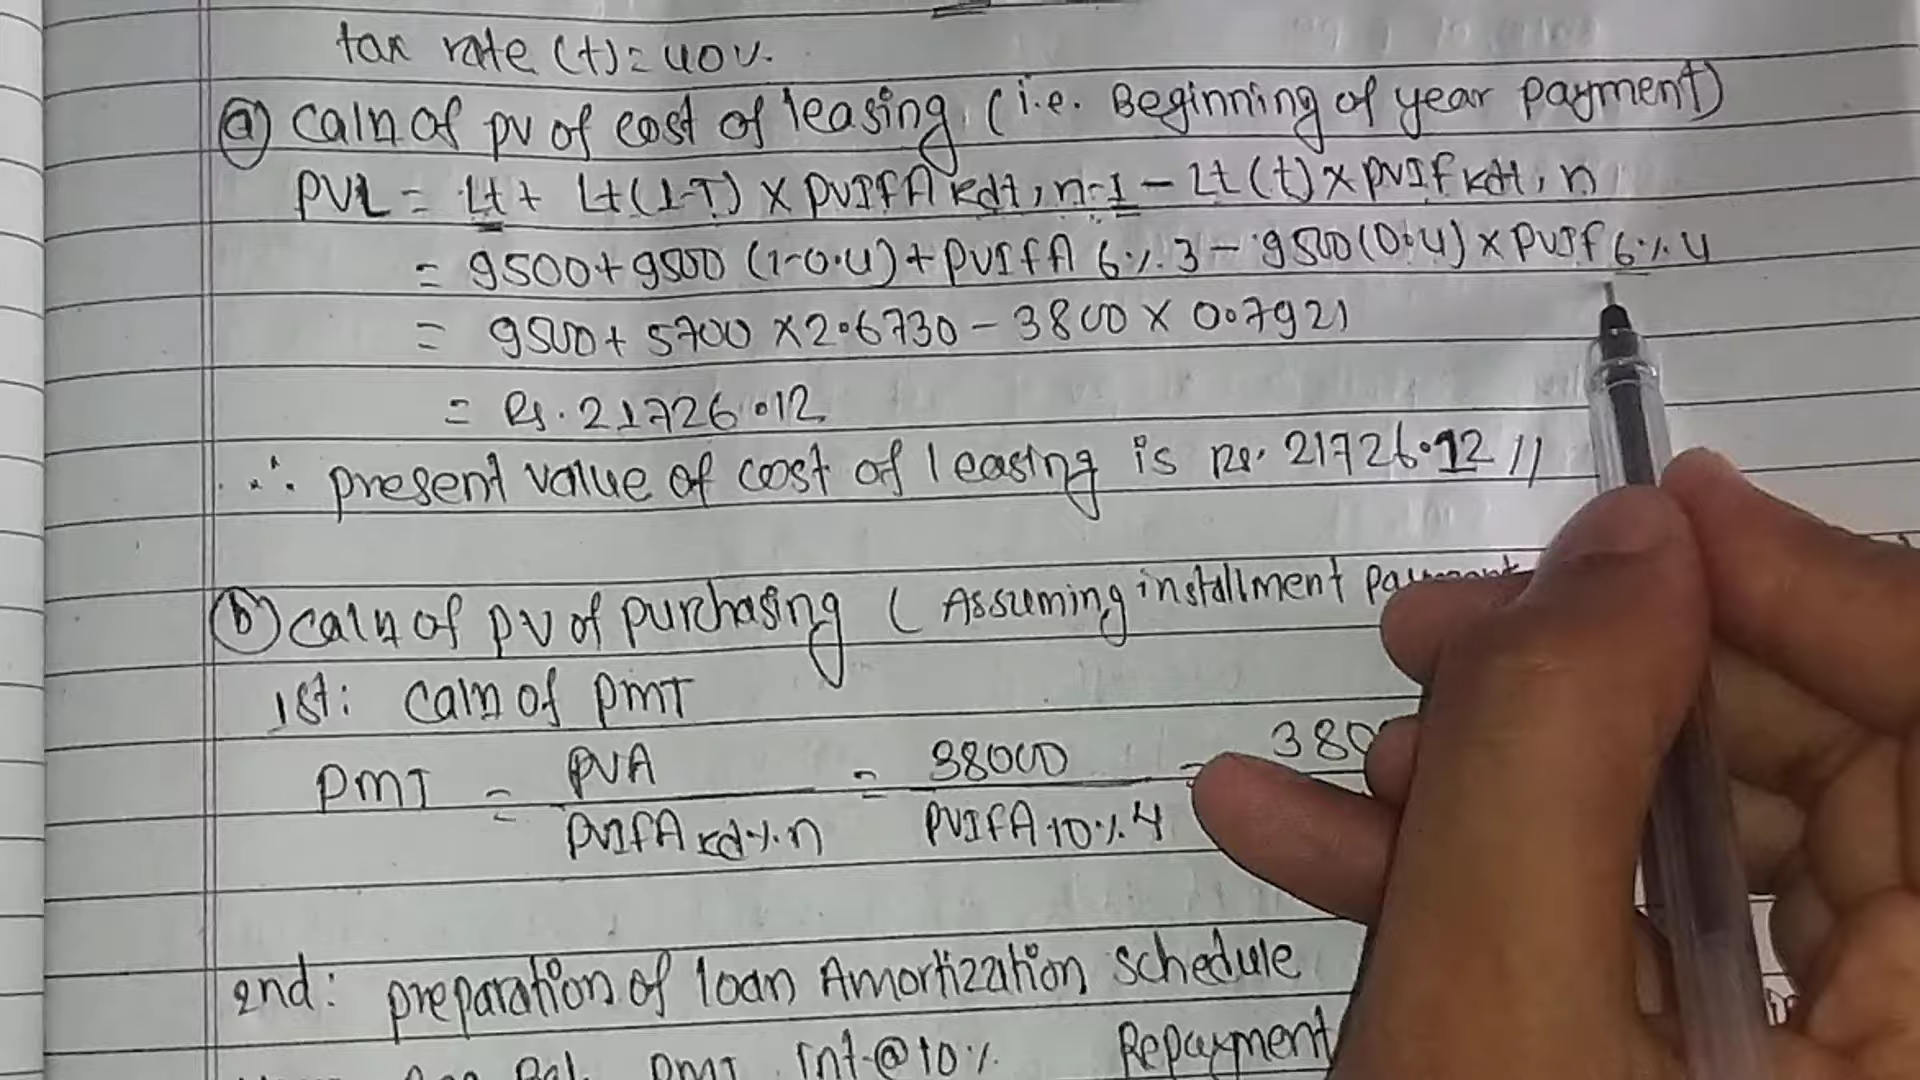 tax rate (t)=40%.
(a) Caln of pv of cost of leasing (i.e. Beginning of year payment)
PVL = Lt + Lt(1-T) x PVIFA kdt, n-1 - Lt(t) x PVIF kdt, n
= 9500+9500 (1-0.4)+PVIFA 6%.3 - 9500(0.4) x PVIF 6%.4
= 9500+ 5700 x 2.6730 - 3800 x 0.7921
= Rs. 21726.12
∴ present value of cost of leasing is Rs. 21726.12 //
(b) Caln of pv of purchasing ( Assuming installment
1st: Caln of PMT
PMT = PVA / PVIFA kd%.n = 38000 / PVIFA 10%.4 =
2nd: preparation of loan Amortization schedule
Bal. PMT Int.@10% Repayment